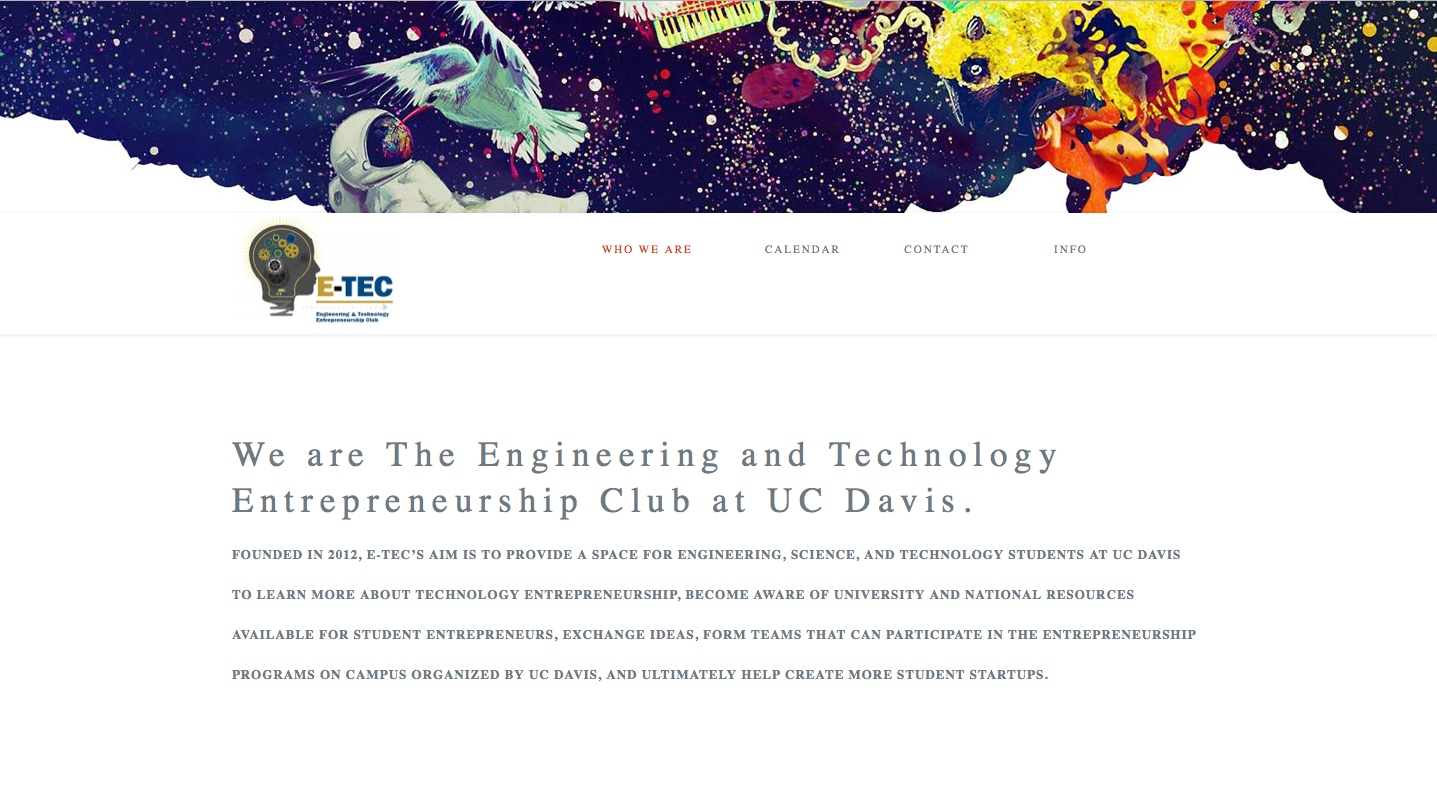 WHO WE ARE CALENDAR CONTACT INFO
E-TEC
Engineering & Technology
Entrepreneurship Club
We are The Engineering and Technology
Entrepreneurship Club at UC Davis.
FOUNDED IN 2012, E-TEC’S AIM IS TO PROVIDE A SPACE FOR ENGINEERING, SCIENCE, AND TECHNOLOGY STUDENTS AT UC DAVIS
TO LEARN MORE ABOUT TECHNOLOGY ENTREPRENEURSHIP, BECOME AWARE OF UNIVERSITY AND NATIONAL RESOURCES
AVAILABLE FOR STUDENT ENTREPRENEURS, EXCHANGE IDEAS, FORM TEAMS THAT CAN PARTICIPATE IN THE ENTREPRENEURSHIP
PROGRAMS ON CAMPUS ORGANIZED BY UC DAVIS, AND ULTIMATELY HELP CREATE MORE STUDENT STARTUPS.